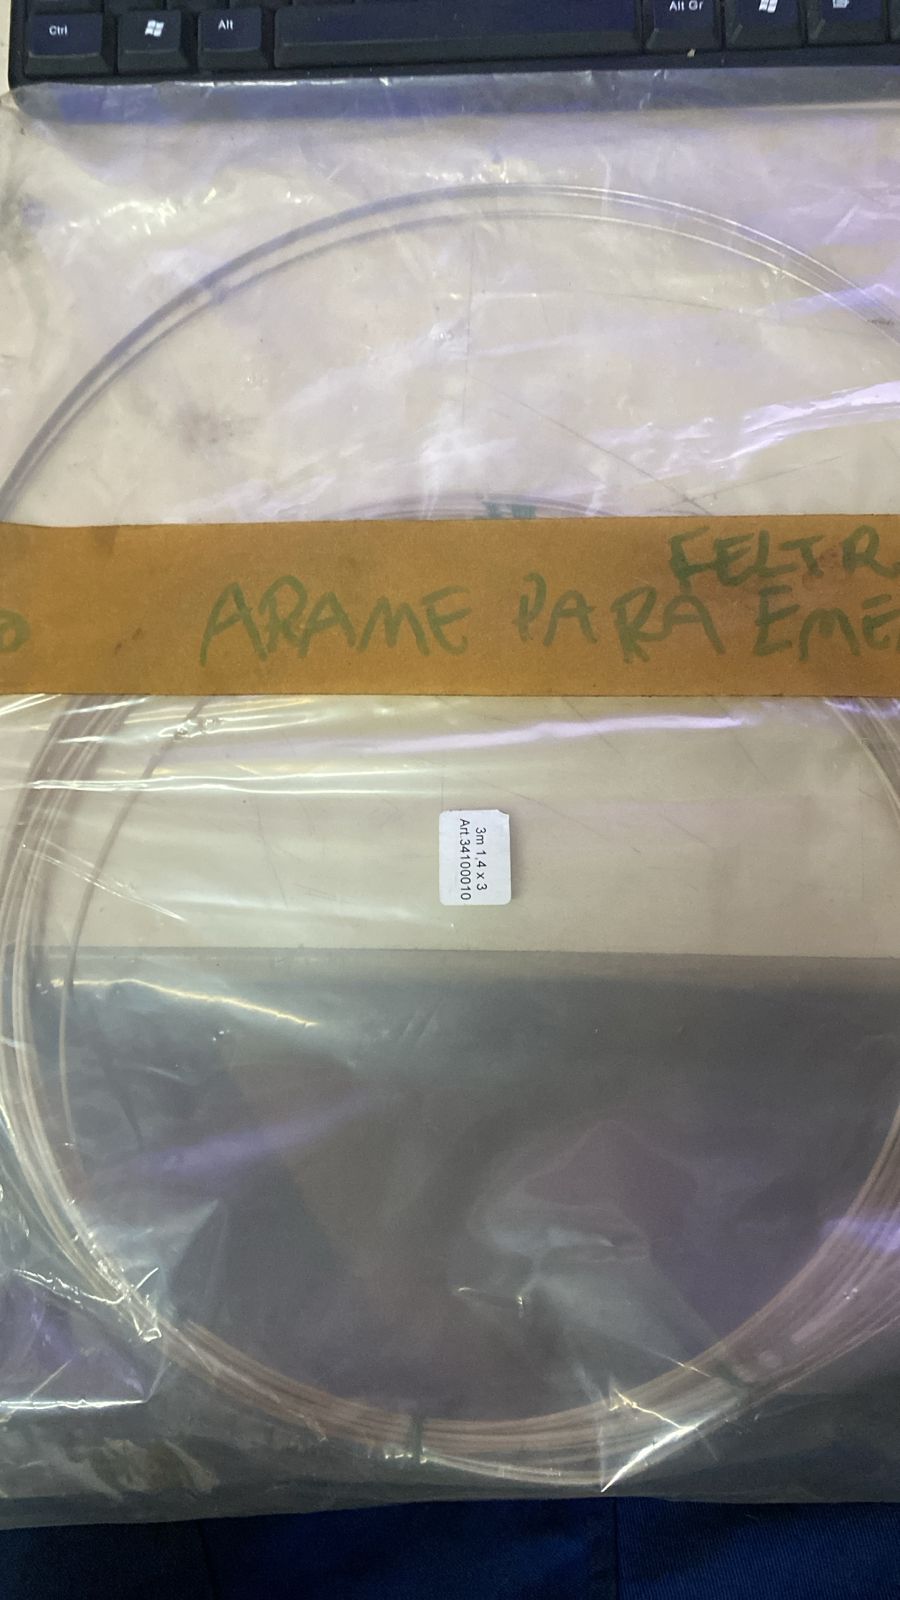 Ctrl
Alt
Alt Gr
FELTR
ARAME PARA EME
3m 1,4 x 3
Art.34100010